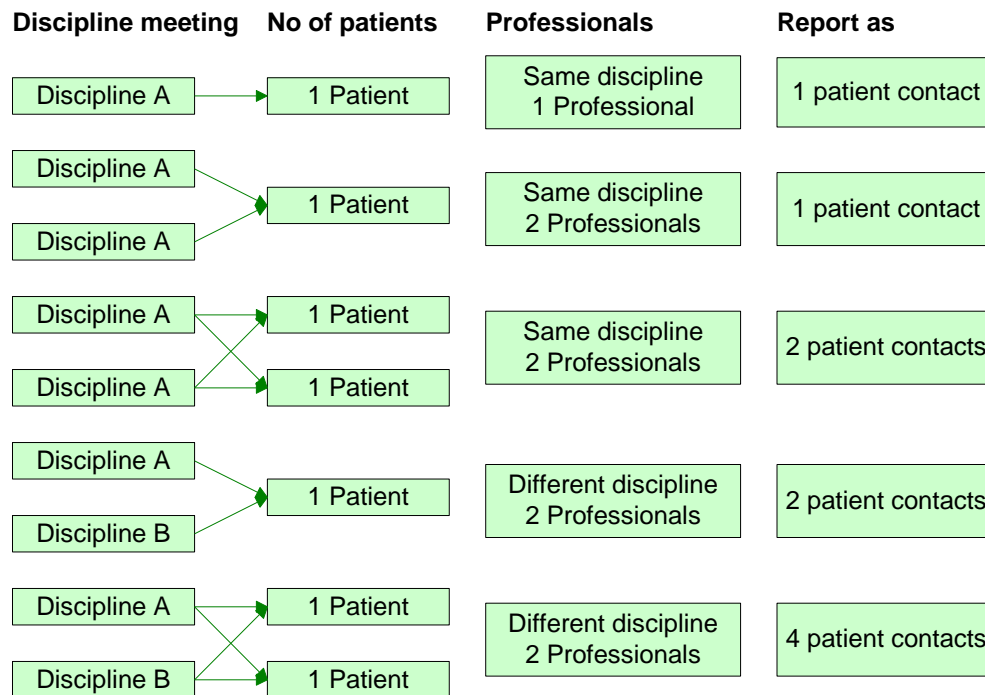 Discipline meeting No of patients Professionals Report as
Discipline A 1 Patient
Same discipline
1 Professional
1 patient contact
Discipline A
Discipline A
1 Patient
Same discipline
2 Professionals
1 patient contact
Discipline A 1 Patient
Discipline A 1 Patient
Same discipline
2 Professionals
2 patient contacts
Discipline A
Discipline B
1 Patient
Different discipline
2 Professionals
2 patient contacts
Discipline A 1 Patient
Discipline B 1 Patient
Different discipline
2 Professionals
4 patient contacts